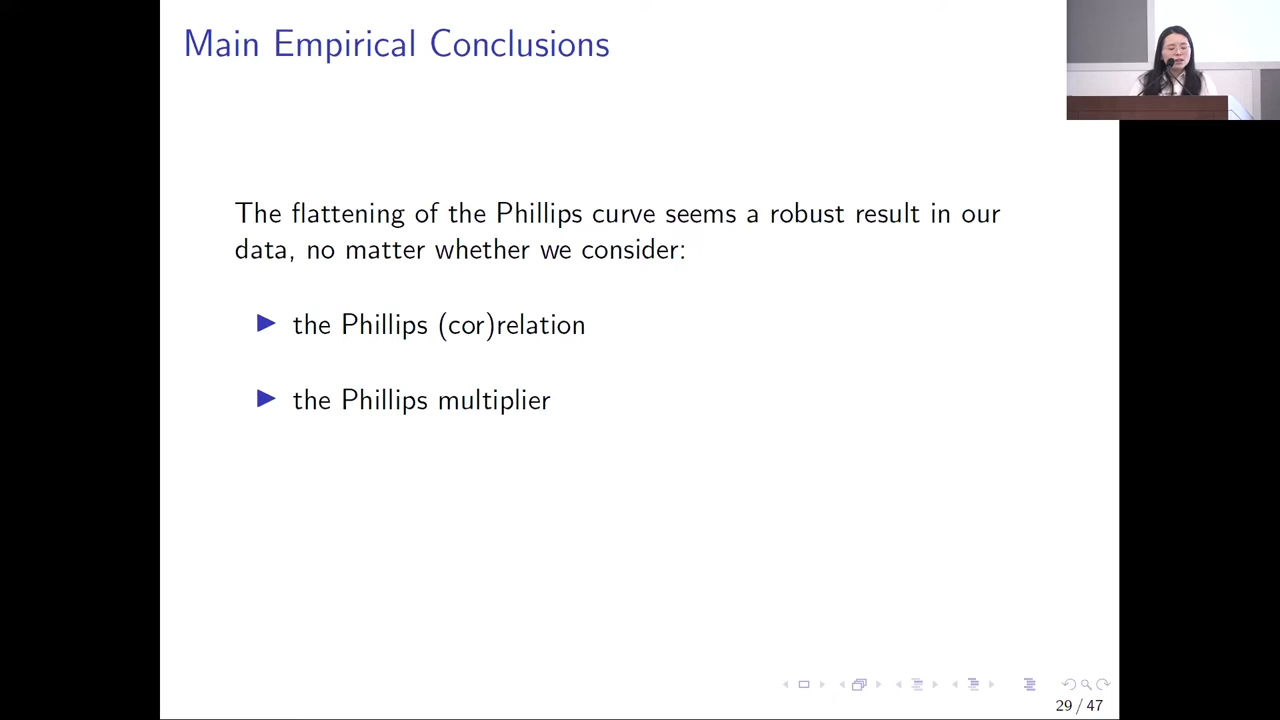 Main Empirical Conclusions
The flattening of the Phillips curve seems a robust result in our
data, no matter whether we consider:
the Phillips (cor)relation
the Phillips multiplier
29 / 47